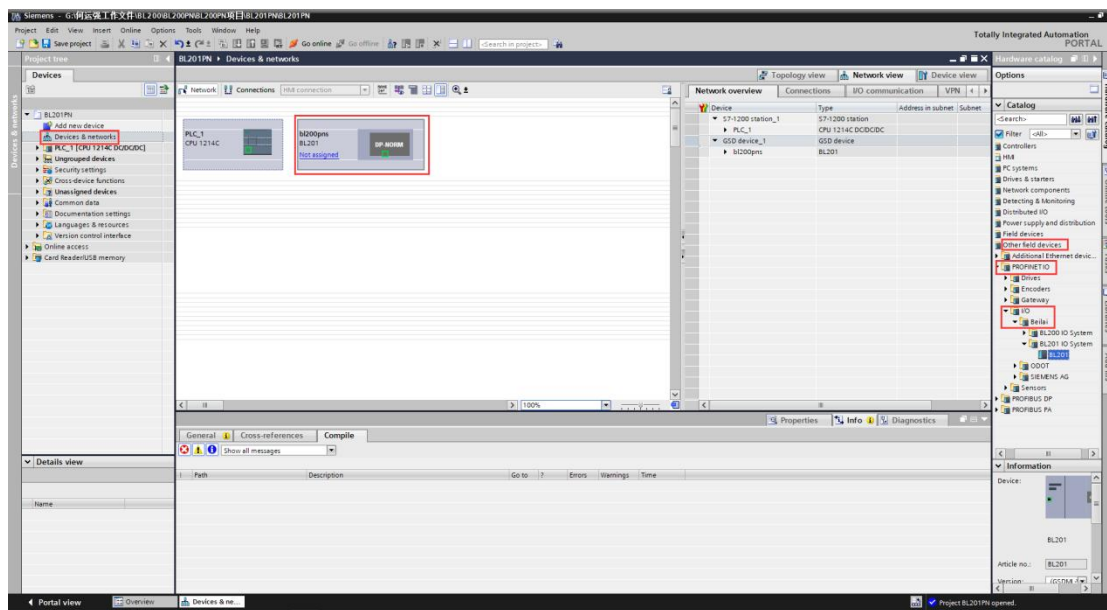 Siemens - G:\何运强工作文件\BL200\BL200PN\BL200PN项目\BL201PN\BL201PN
Project Edit View Insert Online Options Tools Window Help
Totally Integrated Automation
PORTAL
Save project
Go online
Go offline
<Search in project>
Project tree
BL201PN ▸ Devices & networks
Hardware catalog
Devices
Topology view
Network view
Device view
Options
Network
Connections
HMI connection
Network overview
Connections
I/O communication
VPN
BL201PN
Add new device
Devices & networks
PLC_1 [CPU 1214C DC/DC/DC]
Ungrouped devices
Security settings
Cross-device functions
Unassigned devices
Common data
Documentation settings
Languages & resources
Version control interface
Online access
Card Reader/USB memory
PLC_1
CPU 1214C
bl200pns
BL201
Not assigned
DP-NORM
100%
Device Type Address in subnet Subnet
S7-1200 station_1 S7-1200 station
PLC_1 CPU 1214C DC/DC/DC
GSD device_1 GSD device
bl200pns BL201
Catalog
<Search>
Filter <All>
Controllers
HMI
PC systems
Drives & starters
Network components
Detecting & Monitoring
Distributed I/O
Power supply and distribution
Field devices
Other field devices
Additional Ethernet devic...
PROFINET IO
Drives
Encoders
Gateway
I/O
Beilai
BL200 IO System
BL201 IO System
BL201
ODOT
SIEMENS AG
Sensors
PROFIBUS DP
PROFIBUS PA
Properties
Info
Diagnostics
General
Cross-references
Compile
Show all messages
! Path Description Go to ? Errors Warnings Time
Details view
Name
Information
Device:
BL201
Article no.: BL201
Version:
Portal view
Overview
Devices & ne...
Project BL201PN opened.